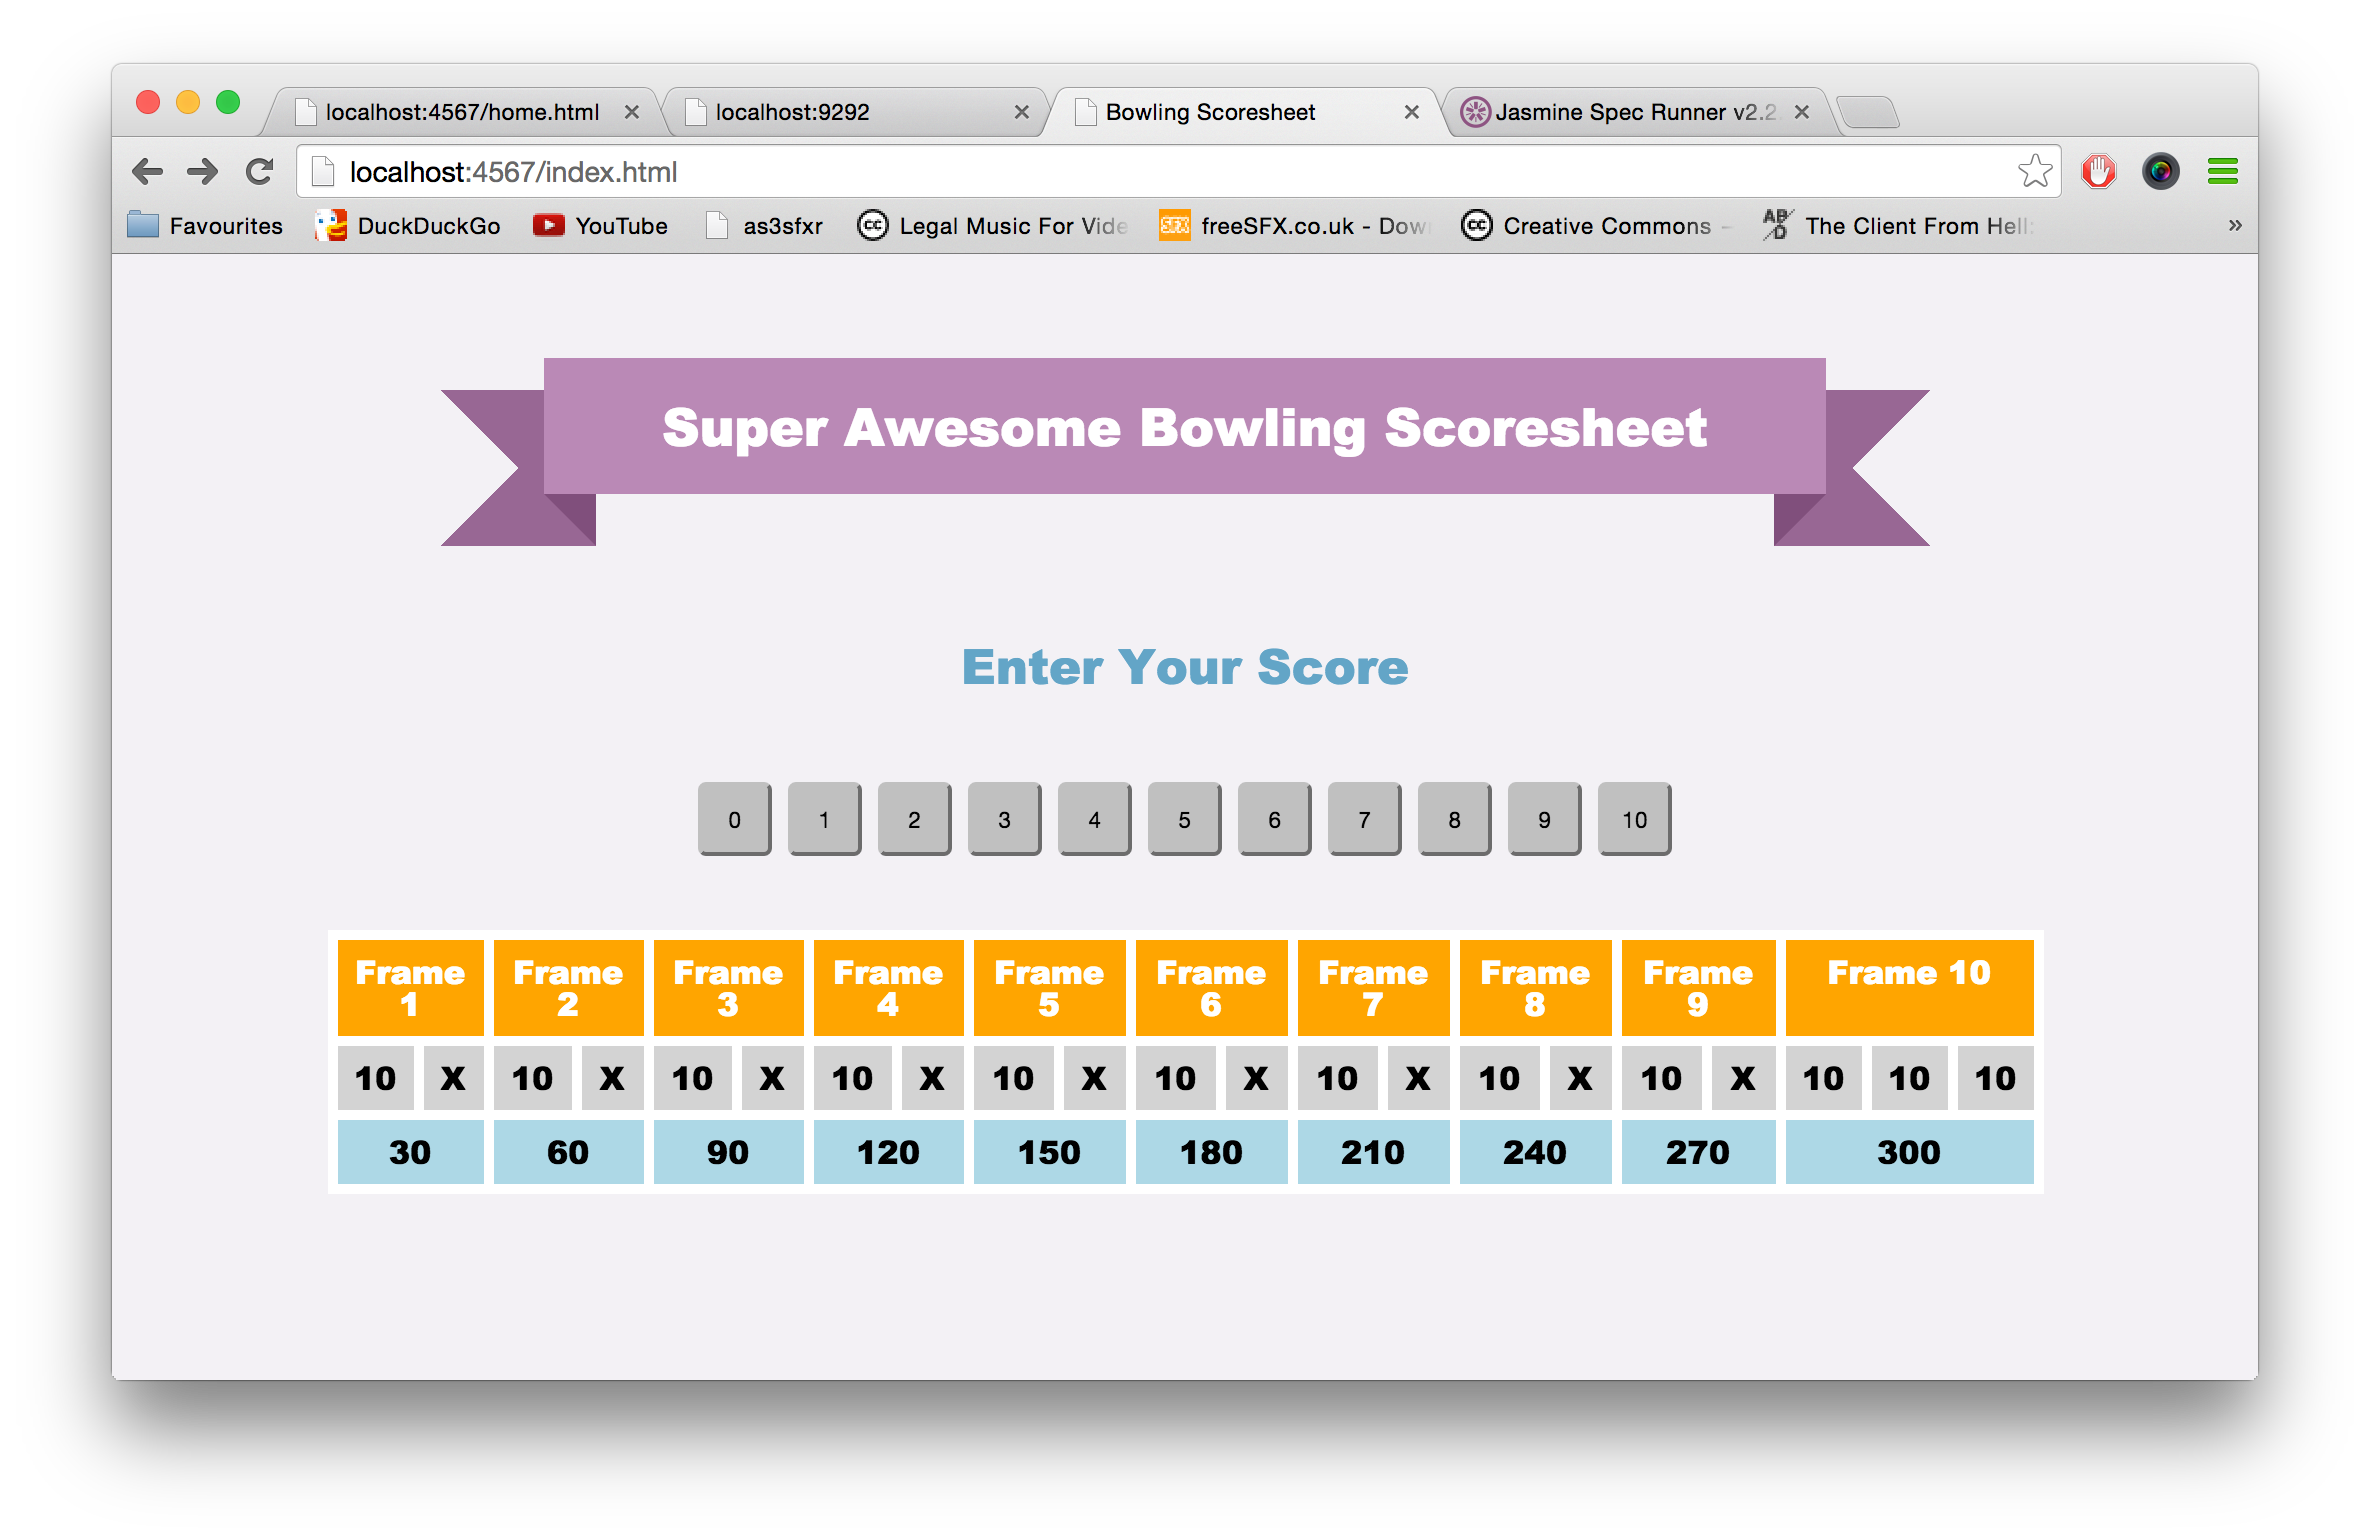 localhost:4567/home.html
localhost:9292
Bowling Scoresheet
Jasmine Spec Runner v2.2
localhost:4567/index.html
Favourites DuckDuckGo YouTube as3sfxr Legal Music For Vide freeSFX.co.uk - Dow Creative Commons – The Client From Hell:
Super Awesome Bowling Scoresheet
Enter Your Score
0 1 2 3 4 5 6 7 8 9 10
Frame 1 Frame 2 Frame 3 Frame 4 Frame 5 Frame 6 Frame 7 Frame 8 Frame 9 Frame 10
10 X 10 X 10 X 10 X 10 X 10 X 10 X 10 X 10 X 10 10 10
30 60 90 120 150 180 210 240 270 300